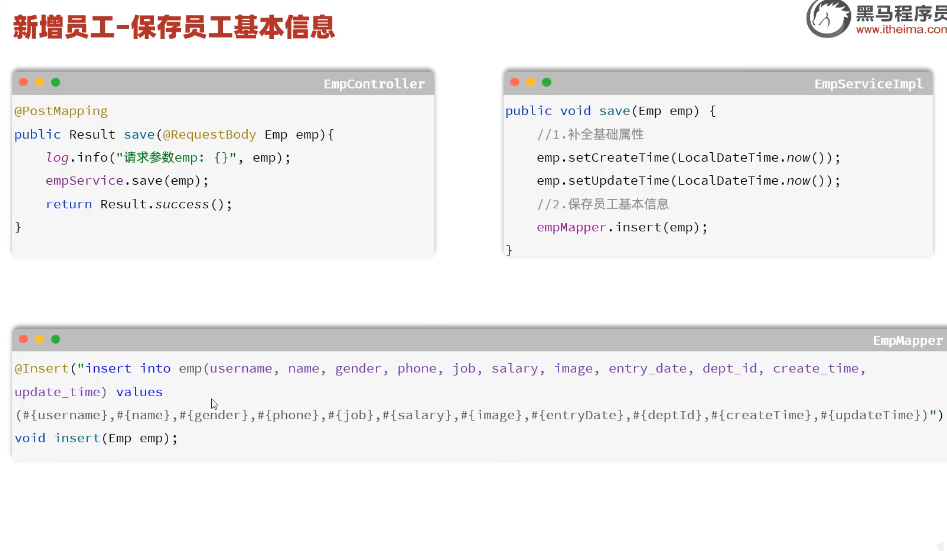 新增员工-保存员工基本信息
黑马程序员
www.itheima.com
EmpController
@PostMapping
public Result save(@RequestBody Emp emp){
log.info("请求参数emp: {}", emp);
empService.save(emp);
return Result.success();
}
EmpServiceImpl
public void save(Emp emp) {
//1.补全基础属性
emp.setCreateTime(LocalDateTime.now());
emp.setUpdateTime(LocalDateTime.now());
//2.保存员工基本信息
empMapper.insert(emp);
}
EmpMapper
@Insert("insert into emp(username, name, gender, phone, job, salary, image, entry_date, dept_id, create_time,
update_time) values
(#{username},#{name},#{gender},#{phone},#{job},#{salary},#{image},#{entryDate},#{deptId},#{createTime},#{updateTime})")
void insert(Emp emp);